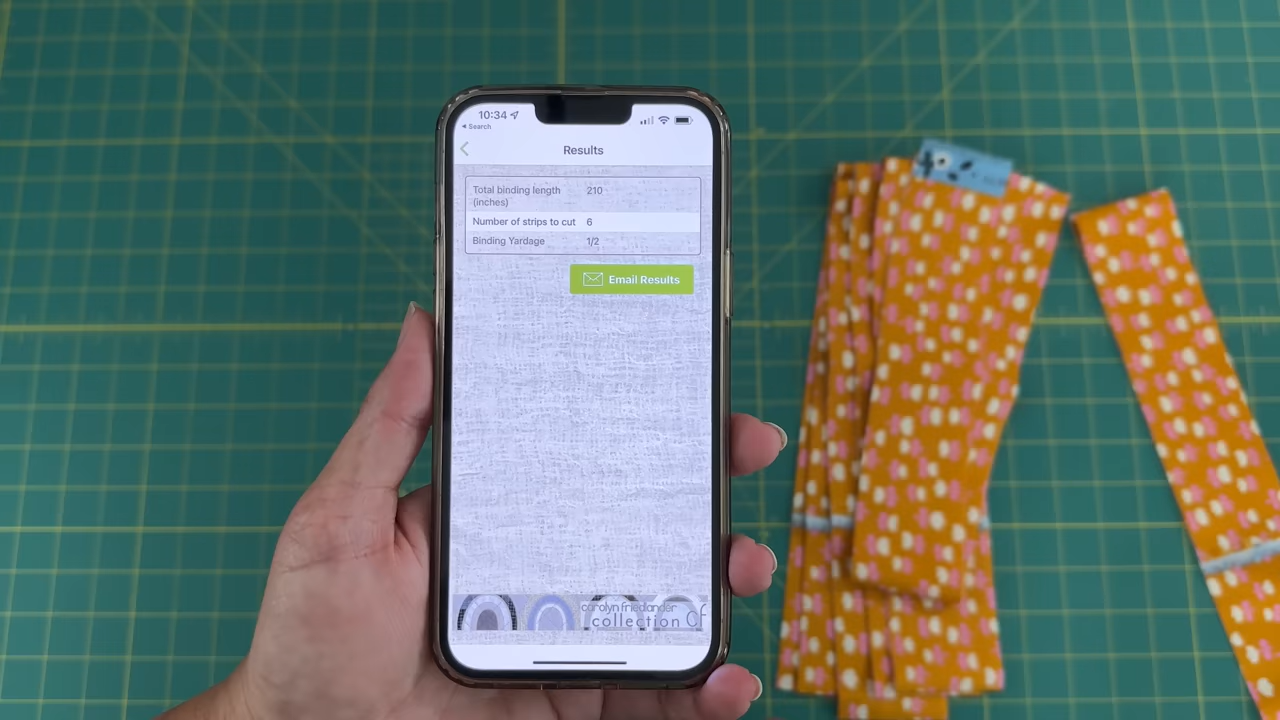 10:34
Search
Results
Total binding length 210
(inches)
Number of strips to cut 6
Binding Yardage 1/2
Email Results
carolyn friedlander
collection CF